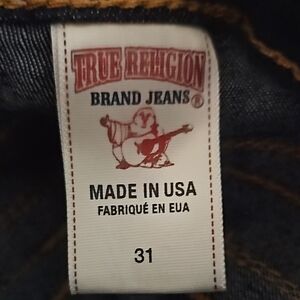 TRUE RELIGION
BRAND JEANS®
MADE IN USA
FABRIQUÉ EN EUA
31